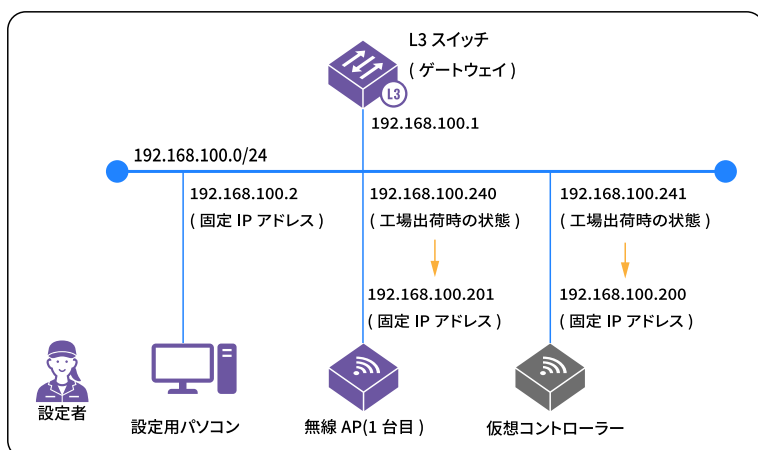 L3 スイッチ
( ゲートウェイ )
L3
192.168.100.1
192.168.100.0/24
192.168.100.2
( 固定 IP アドレス )
192.168.100.240
( 工場出荷時の状態 )
192.168.100.241
( 工場出荷時の状態 )
192.168.100.201
( 固定 IP アドレス )
192.168.100.200
( 固定 IP アドレス )
設定者
設定用パソコン
無線 AP(1 台目 )
仮想コントローラー